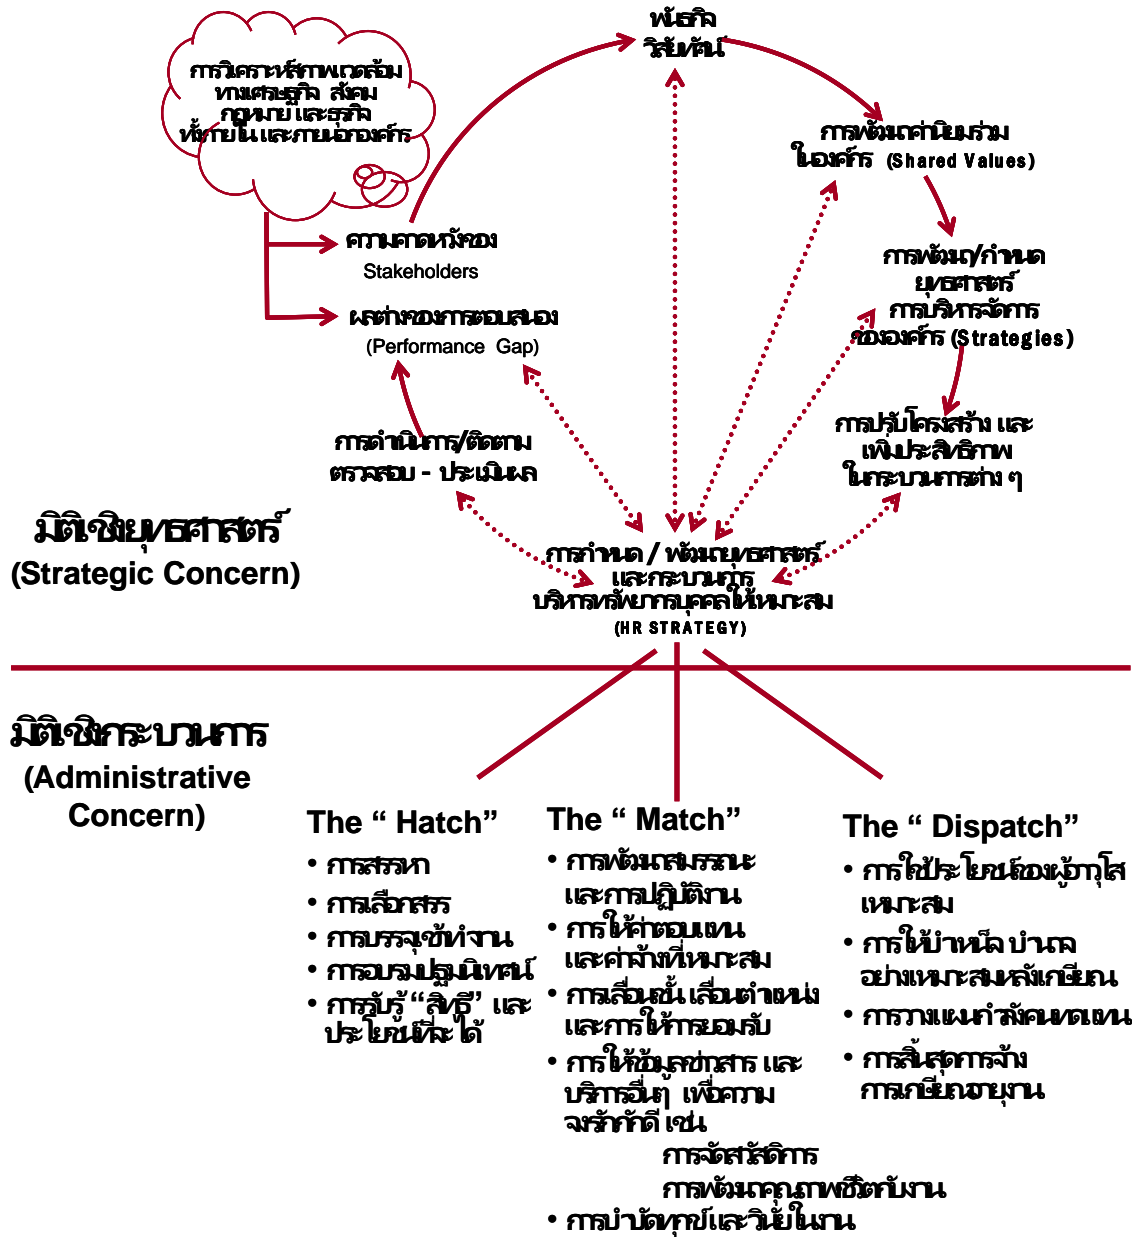 การวิเคราะห์สภาพแวดล้อม
ทางเศรษฐกิจ สังคม
กฎหมาย และธุรกิจ
ทั้งภายใน และภายนอกองค์กร
พันธกิจ
วิสัยทัศน์
การพัฒนาค่านิยมร่วม
ในองค์กร (Shared Values)
ความคาดหวังของ
Stakeholders
การพัฒนา/กำหนด
ยุทธศาสตร์
การบริหารจัดการ
ขององค์กร (Strategies)
ผลต่างของการตอบสนอง
(Performance Gap)
การปรับโครงสร้าง และ
เพิ่มประสิทธิภาพ
ในกระบวนการต่าง ๆ
การดำเนินการ/ติดตาม
ตรวจสอบ - ประเมินผล
มิติเชิงยุทธศาสตร์
(Strategic Concern)
การกำหนด / พัฒนายุทธศาสตร์
และกระบวนการ
บริหารทรัพยากรบุคคลให้เหมาะสม
(HR STRATEGY)
มิติเชิงกระบวนการ
(Administrative
Concern)
The “ Hatch”
• การสรรหา
• การเลือกสรร
• การบรรจุเข้าทำงาน
• การอบรมปฐมนิเทศน์
• การรับรู้ “สิทธิ” และ
ประโยชน์ที่จะได้
The “ Match”
• การพัฒนาสมรรถนะ
และการปฏิบัติงาน
• การให้ค่าตอบแทน
และค่าจ้างที่เหมาะสม
• การเลื่อนขั้น เลื่อนตำแหน่ง
และการให้การยอมรับ
• การให้ข้อมูลข่าวสาร และ
บริการอื่นๆ เพื่อความ
จงรักภักดี เช่น
การจัดสวัสดิการ
การพัฒนาคุณภาพชีวิตกับงาน
• การบำบัดทุกข์และวินัยในงาน
The “ Dispatch”
• การใช้ประโยชน์ของผู้อาวุโส
เหมาะสม
• การให้บำเหน็จ บำนาจ
อย่างเหมาะสมหลังเกษียณ
• การวางแผนกำลังคนทดแทน
• การสิ้นสุดการจ้าง
การเกษียณอายุงาน